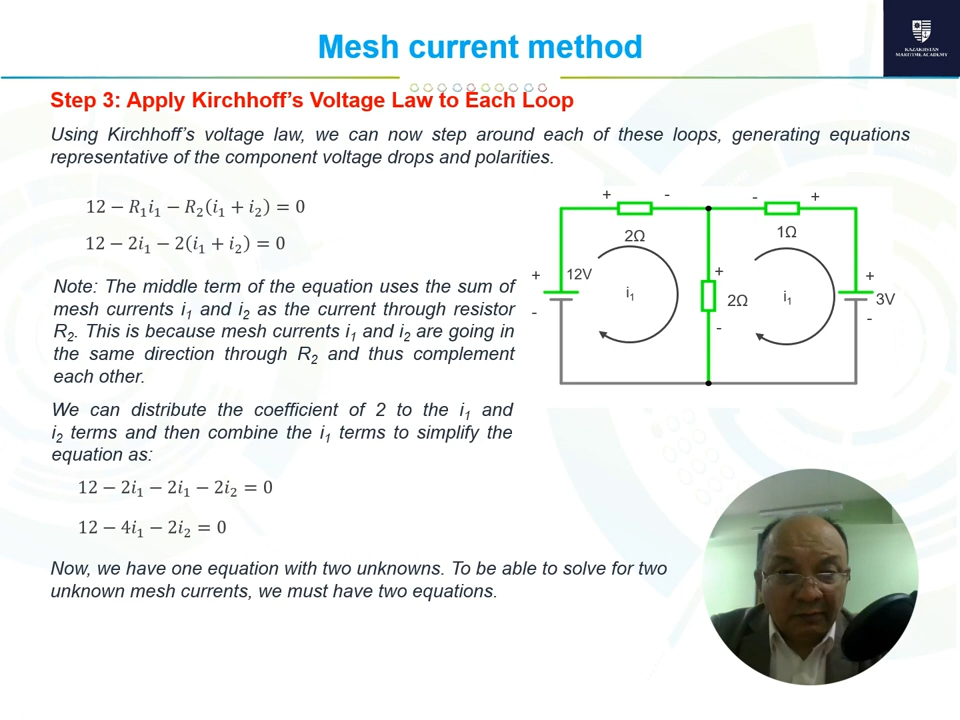 Mesh current method
KAZAKHSTAN
MARITIME ACADEMY
Step 3: Apply Kirchhoff's Voltage Law to Each Loop
Using Kirchhoff's voltage law, we can now step around each of these loops, generating equations
representative of the component voltage drops and polarities.
12 − R₁i₁ − R₂(i₁ + i₂) = 0
12 − 2i₁ − 2(i₁ + i₂) = 0
Note: The middle term of the equation uses the sum of
mesh currents i₁ and i₂ as the current through resistor
R₂. This is because mesh currents i₁ and i₂ are going in
the same direction through R₂ and thus complement
each other.
We can distribute the coefficient of 2 to the i₁ and
i₂ terms and then combine the i₁ terms to simplify the
equation as:
12 − 2i₁ − 2i₁ − 2i₂ = 0
12 − 4i₁ − 2i₂ = 0
Now, we have one equation with two unknowns. To be able to solve for two
unknown mesh currents, we must have two equations.
+ - - +
2Ω 1Ω
+ 12V + +
i₁ 2Ω i₁ 3V
- - -